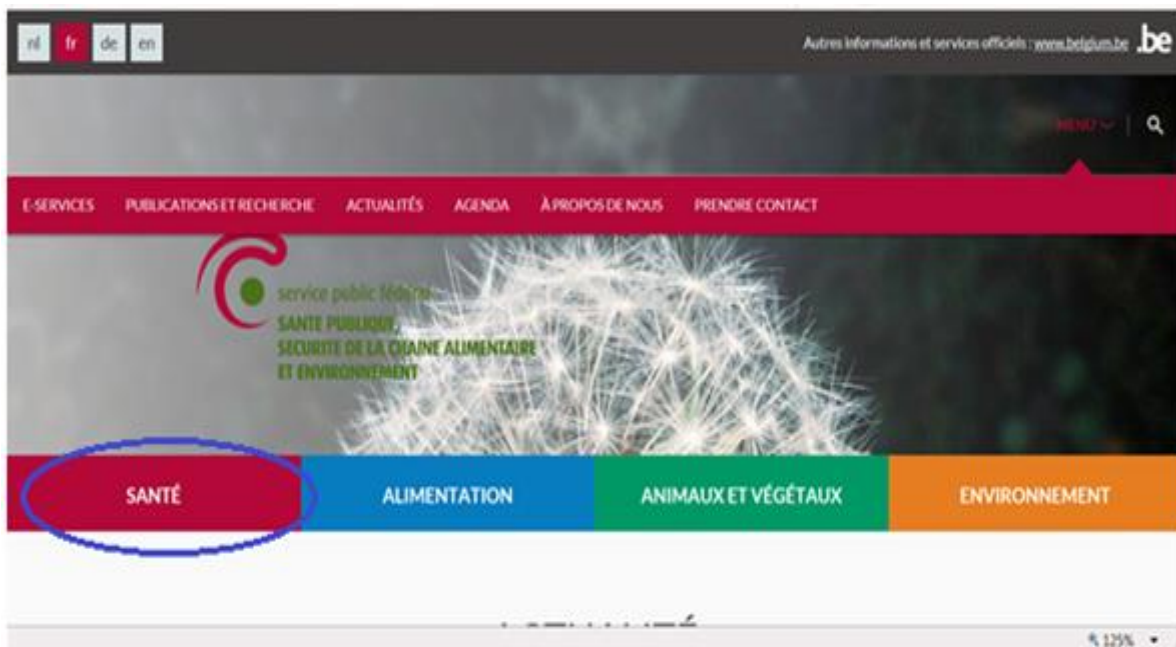 nl fr de en Autres informations et services officiels : www.belgium.be .be
MENU
E-SERVICES PUBLICATIONS ET RECHERCHE ACTUALITÉS AGENDA À PROPOS DE NOUS PRENDRE CONTACT
service public fédéral
SANTE PUBLIQUE,
SECURITE DE LA CHAINE ALIMENTAIRE
ET ENVIRONNEMENT
SANTÉ ALIMENTATION ANIMAUX ET VÉGÉTAUX ENVIRONNEMENT
125%